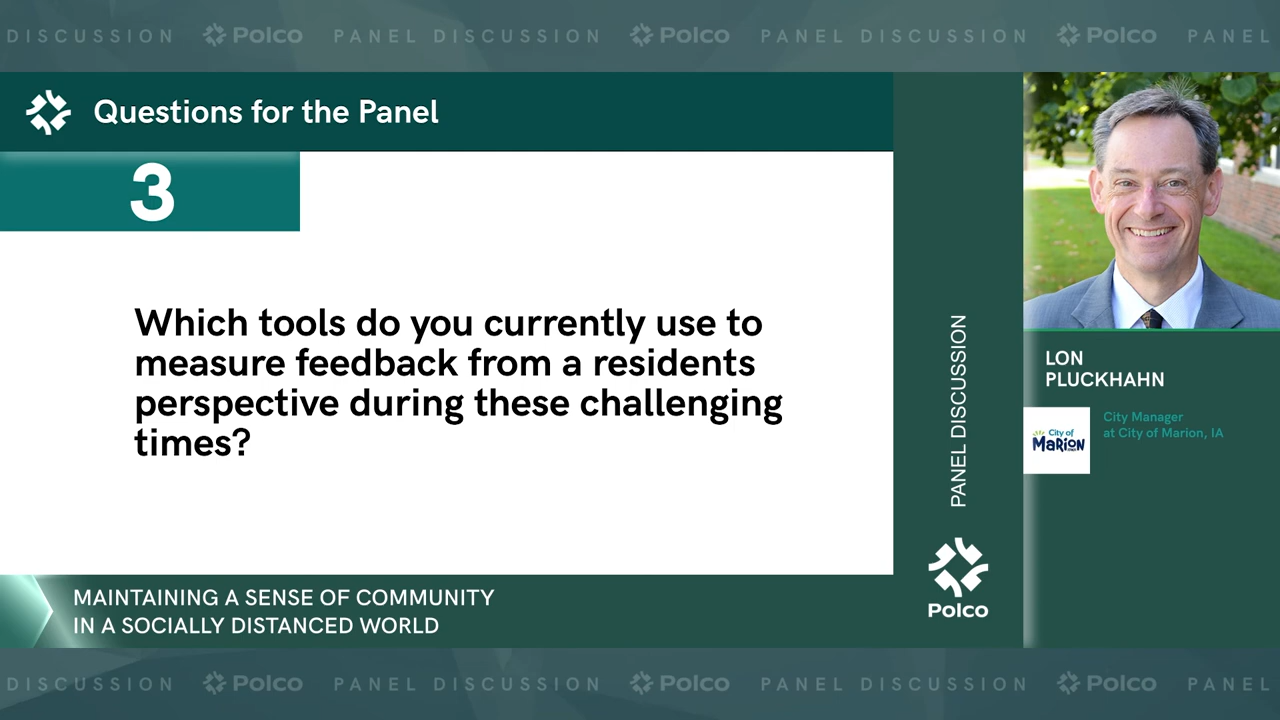 DISCUSSION Polco PANEL DISCUSSION Polco PANEL DISCUSSION Polco PANEL
Questions for the Panel
3
Which tools do you currently use to
measure feedback from a residents
perspective during these challenging
times?
MAINTAINING A SENSE OF COMMUNITY
IN A SOCIALLY DISTANCED WORLD
PANEL DISCUSSION
Polco
LON
PLUCKHAHN
City of
MARION
City Manager
at City of Marion, IA
DISCUSSION Polco PANEL DISCUSSION Polco PANEL DISCUSSION Polco PANEL